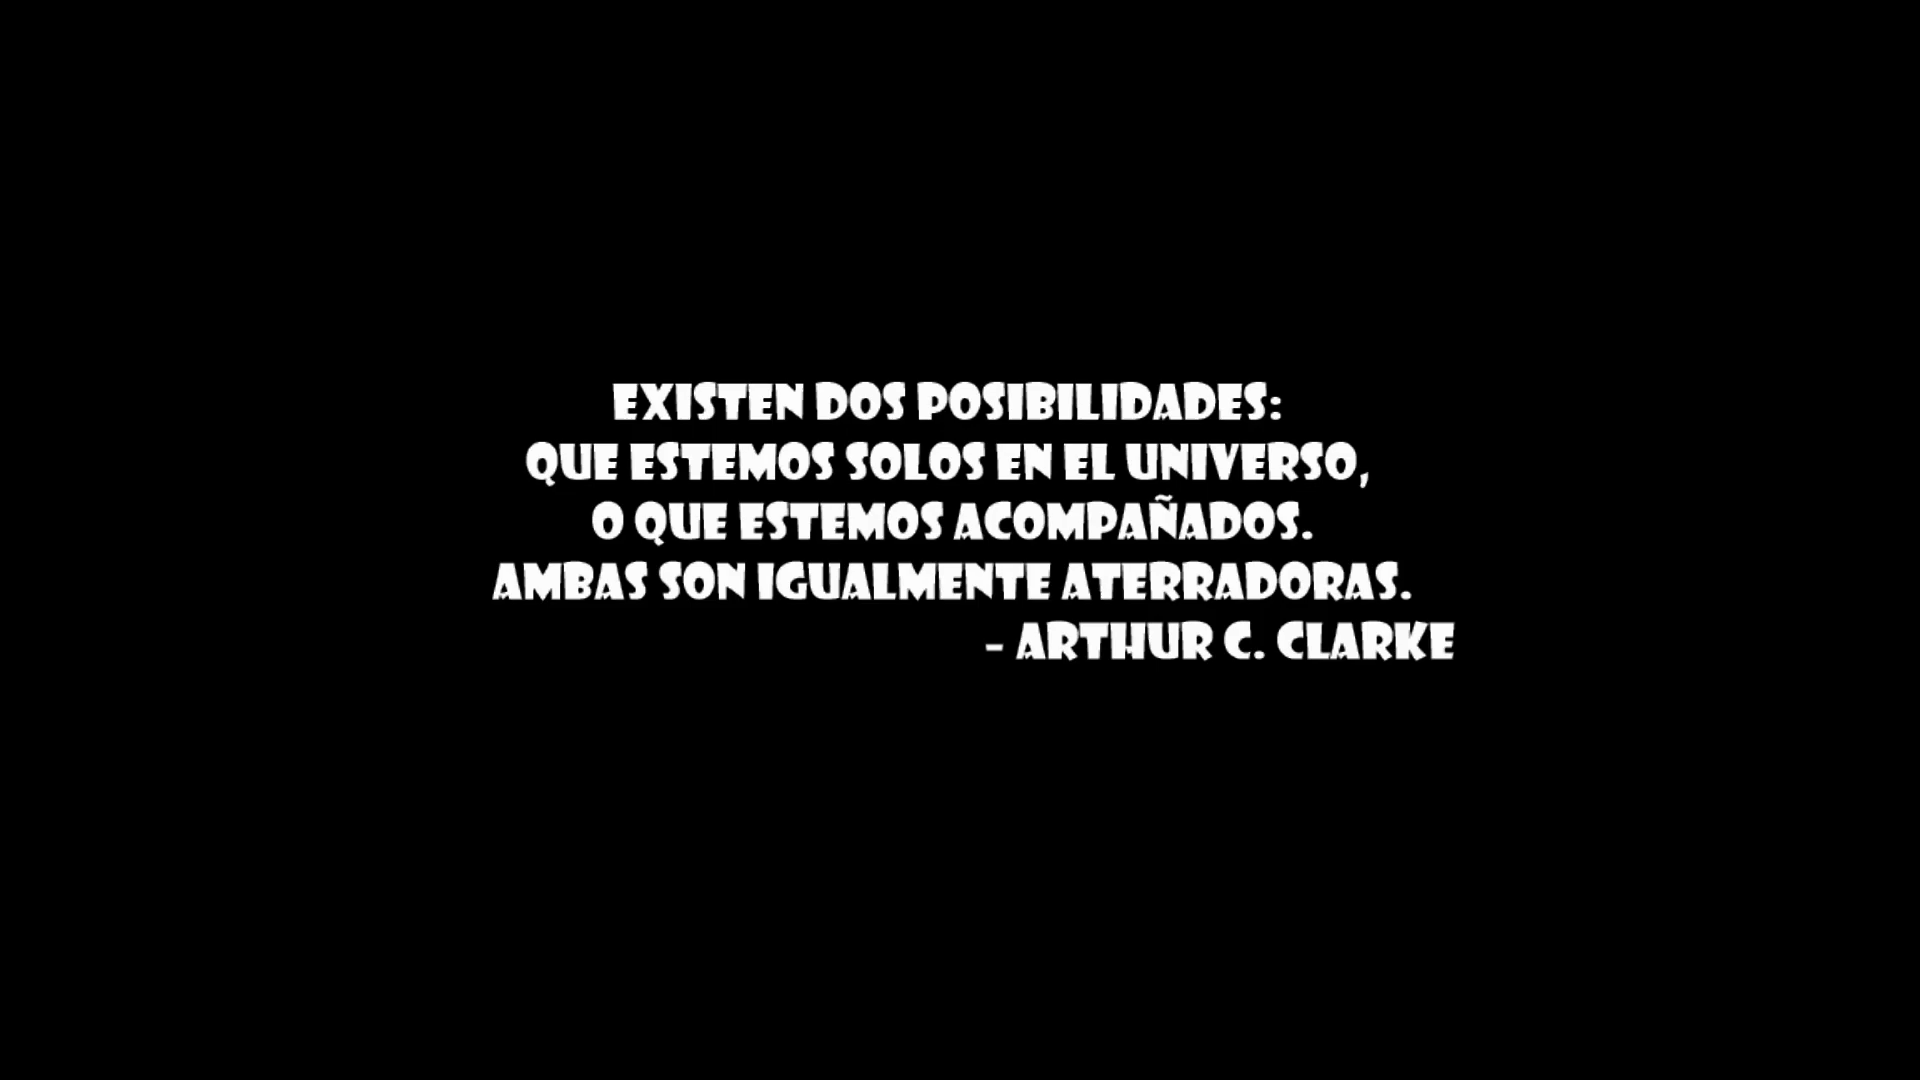 EXISTEN DOS POSIBILIDADES:
QUE ESTEMOS SOLOS EN EL UNIVERSO,
O QUE ESTEMOS ACOMPAÑADOS.
AMBAS SON IGUALMENTE ATERRADORAS.
- ARTHUR C. CLARKE